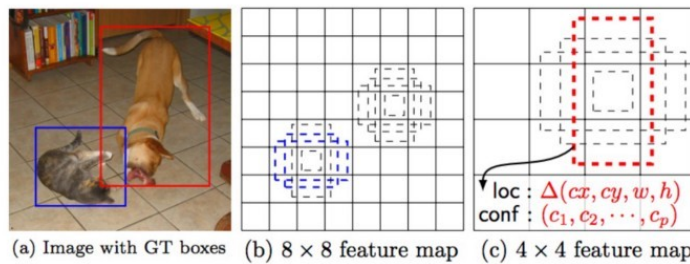 loc : Δ(cx, cy, w, h)
conf : (c₁, c₂, ⋯, cₚ)
(a) Image with GT boxes
(b) 8 × 8 feature map
(c) 4 × 4 feature map